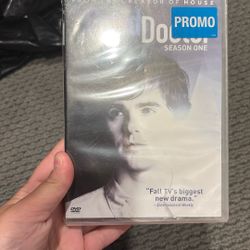 CREATOR OF HOUSE
PROMO
Doctor
SEASON ONE
"Fall TV's biggest
new drama."
DVD